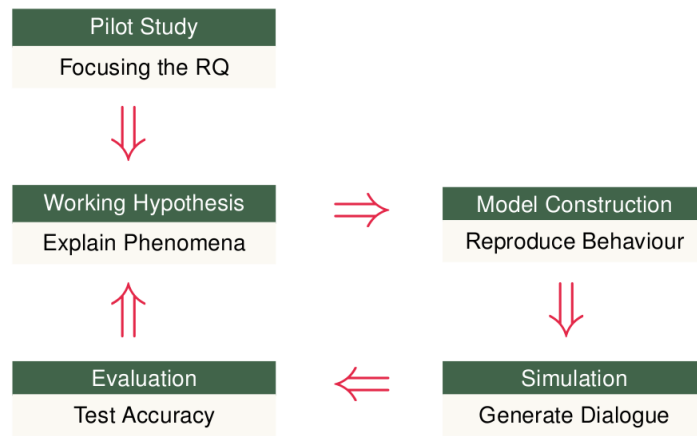 Pilot Study
Focusing the RQ
Working Hypothesis
Explain Phenomena
Model Construction
Reproduce Behaviour
Evaluation
Test Accuracy
Simulation
Generate Dialogue